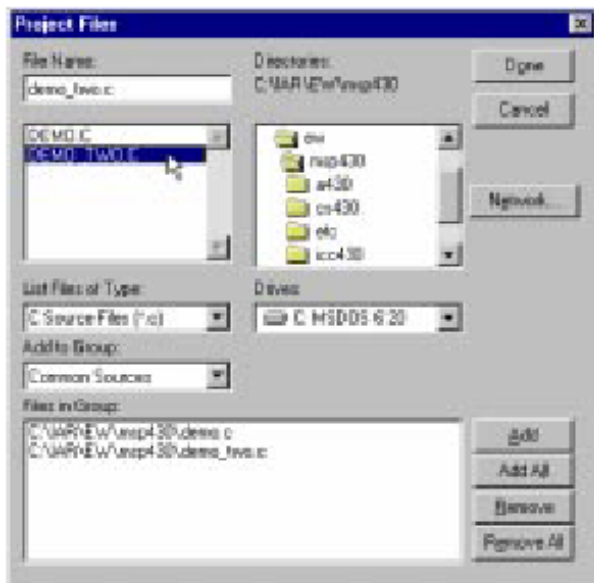 Project Files
File Name:
demo_two.c
DEMO.C
DEMO_TWO.C
Directories:
C:\IAR\EW\msp430
ew
msp430
a430
cs430
etc
icc430
Done
Cancel
Network...
List Files of Type:
C Source Files (*.c)
Drives:
C: MSDOS 6 20
Add to Group:
Common Sources
Files in Group:
C:\IAR\EW\msp430\demo.c
C:\IAR\EW\msp430\demo_two.c
Add
Add All
Remove
Remove All